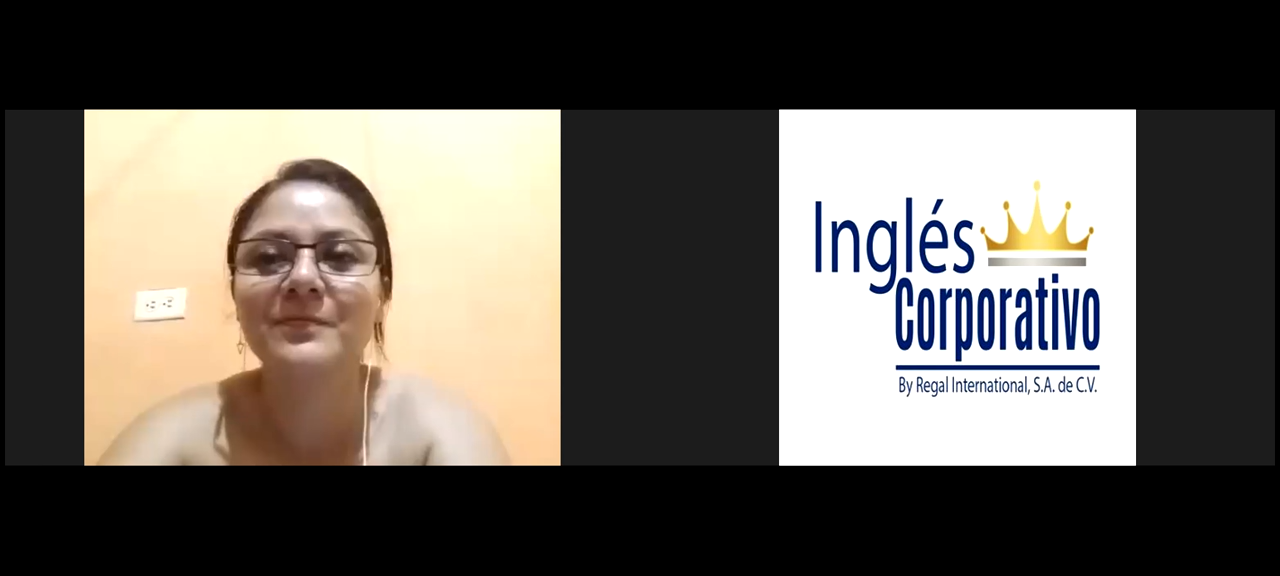 Inglés
Corporativo
By Regal International, S.A. de C.V.